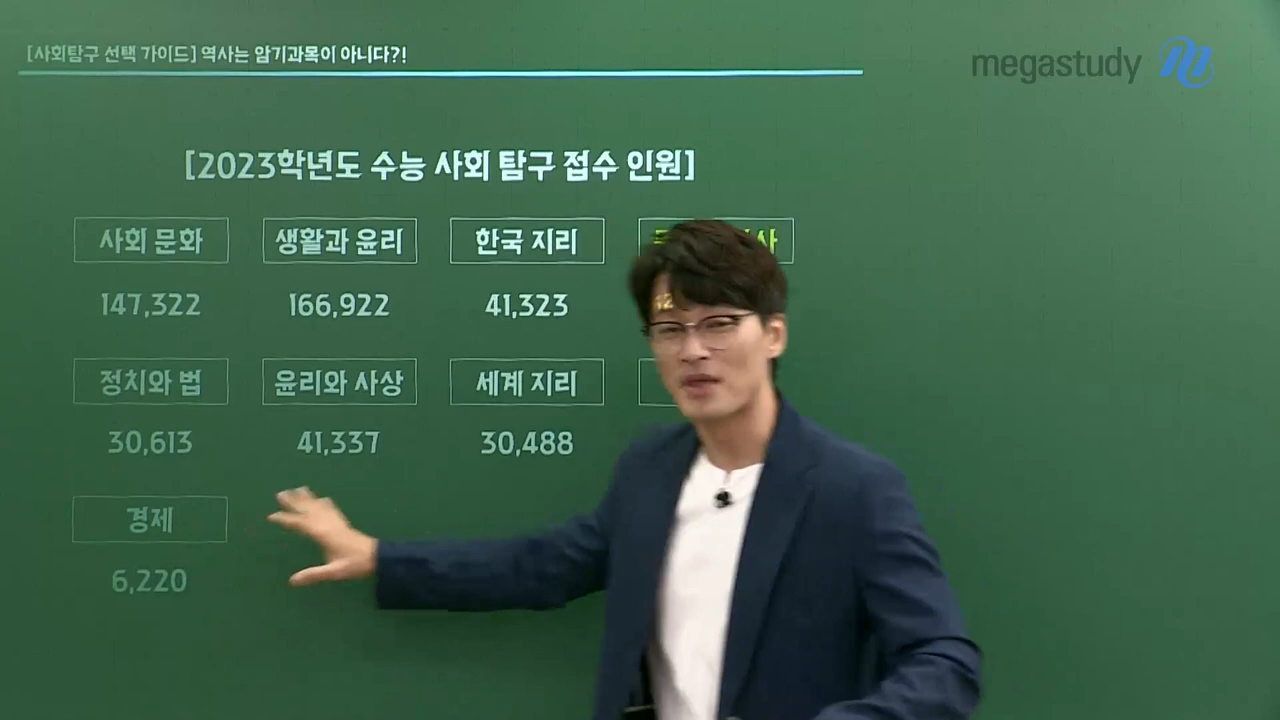 [사회탐구 선택 가이드] 역사는 암기과목이 아니다?!
megastudy
[2023학년도 수능 사회 탐구 접수 인원]
사회 문화 생활과 윤리 한국 지리
147,322 166,922 41,323
정치와 법 윤리와 사상 세계 지리
30,613 41,337 30,488
경제
6,220